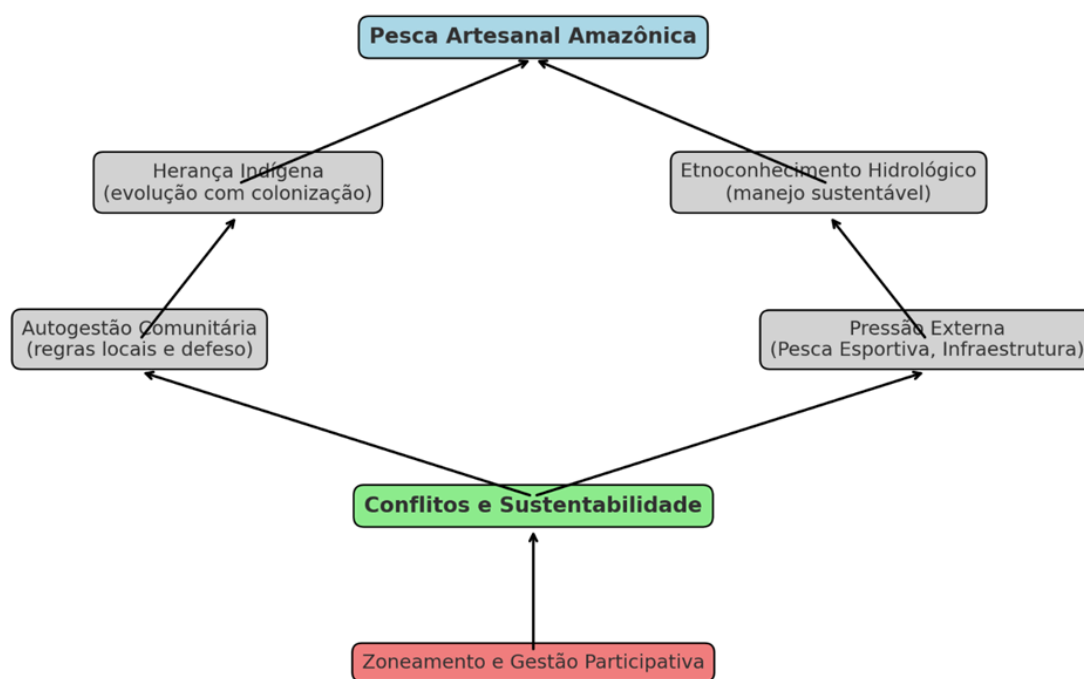 Pesca Artesanal Amazônica
Herança Indígena
(evolução com colonização)
Etnoconhecimento Hidrológico
(manejo sustentável)
Autogestão Comunitária
(regras locais e defeso)
Pressão Externa
(Pesca Esportiva, Infraestrutura)
Conflitos e Sustentabilidade
Zoneamento e Gestão Participativa